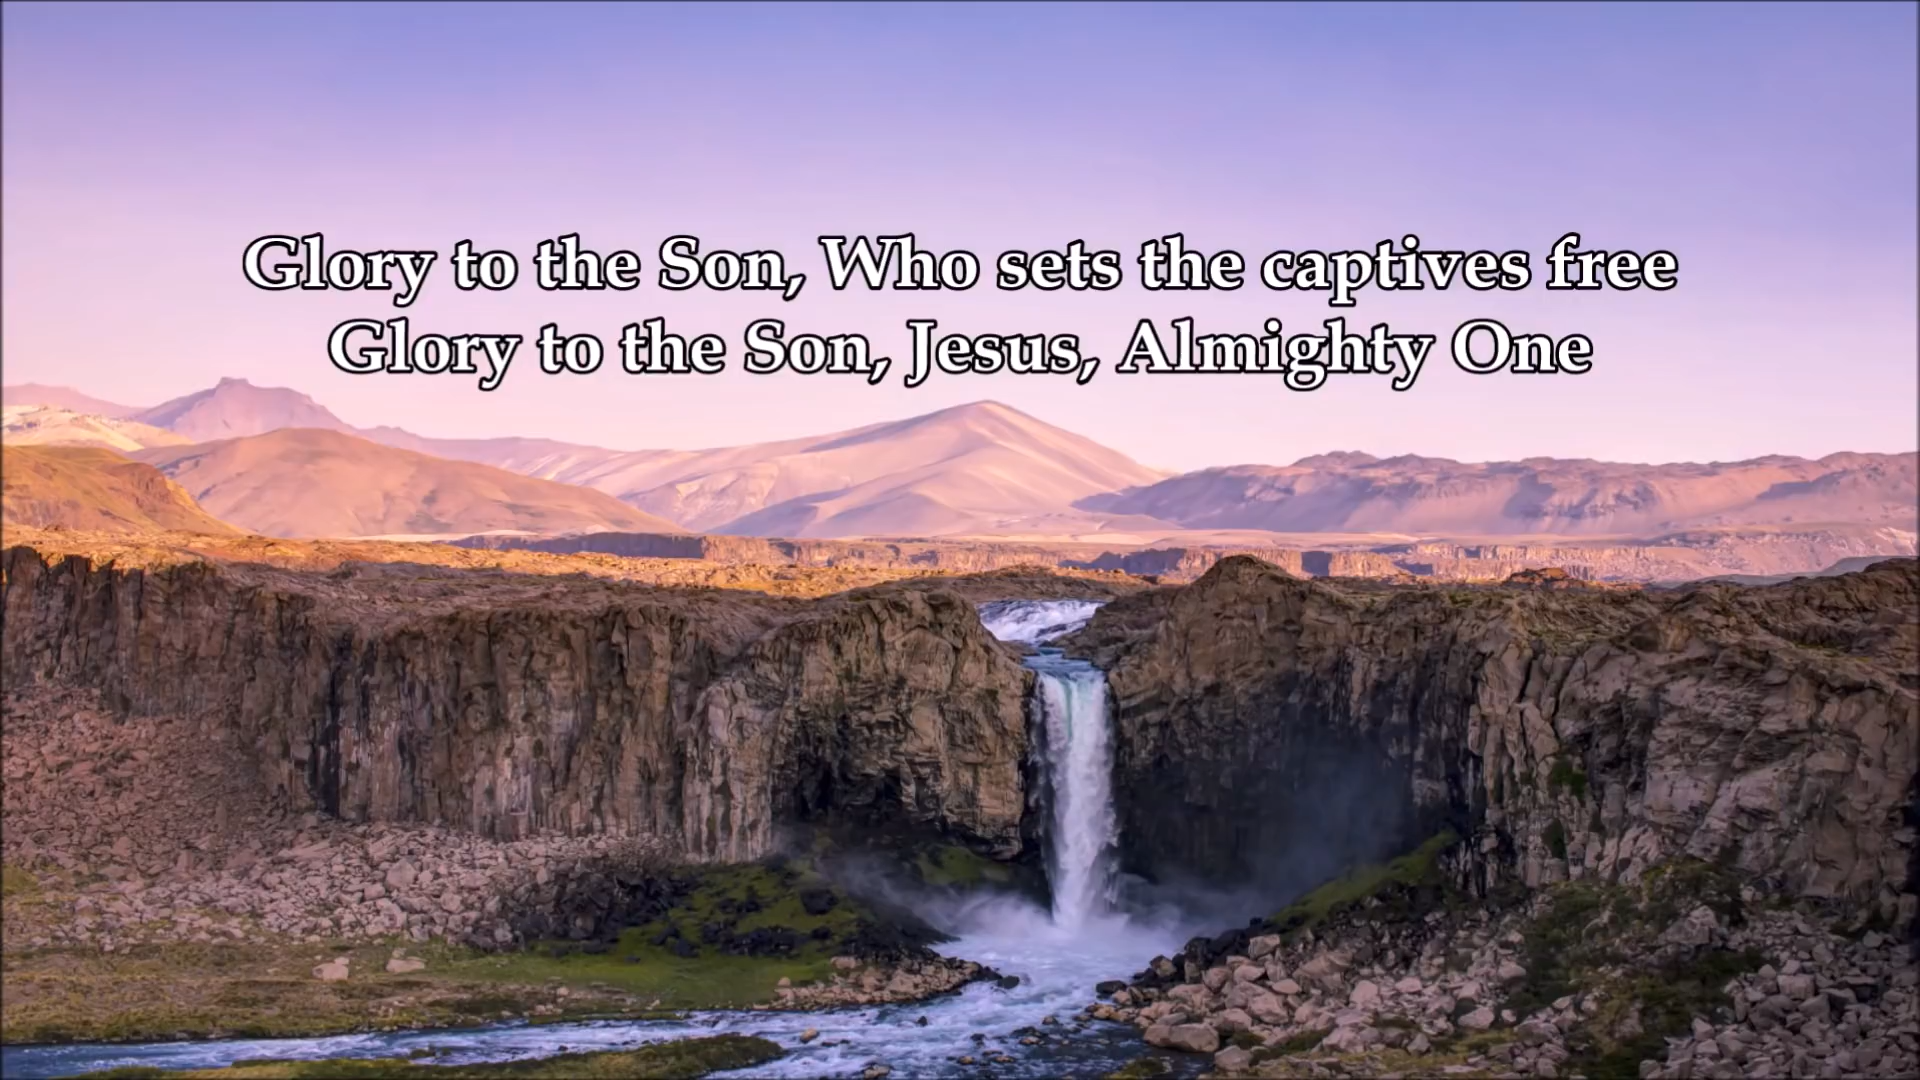 Glory to the Son, Who sets the captives free
Glory to the Son, Jesus, Almighty One